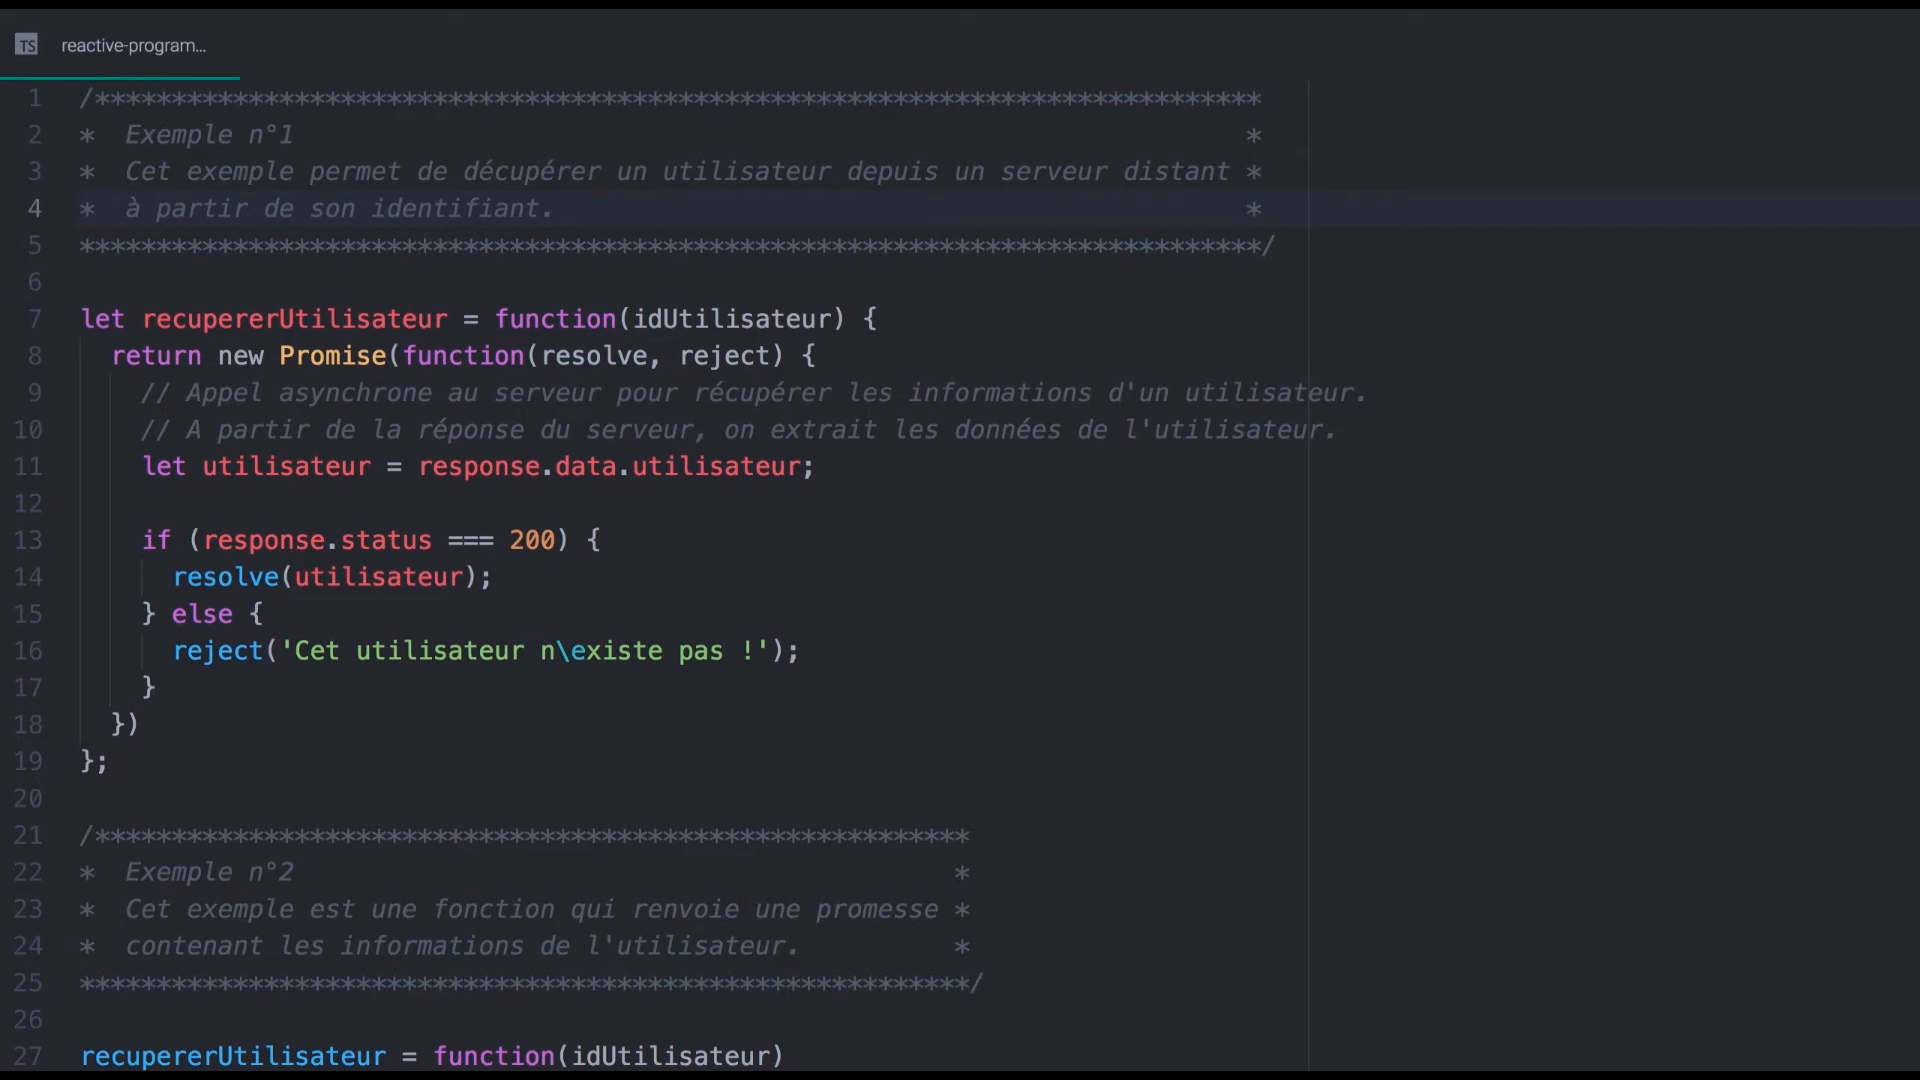 TS reactive-program...
1 /****************************************************************************
2 * Exemple n°1 *
3 * Cet exemple permet de décupérer un utilisateur depuis un serveur distant *
4 * à partir de son identifiant. *
5 *****************************************************************************/
6
7 let recupererUtilisateur = function(idUtilisateur) {
8 return new Promise(function(resolve, reject) {
9 // Appel asynchrone au serveur pour récupérer les informations d'un utilisateur.
10 // A partir de la réponse du serveur, on extrait les données de l'utilisateur.
11 let utilisateur = response.data.utilisateur;
12
13 if (response.status === 200) {
14 resolve(utilisateur);
15 } else {
16 reject('Cet utilisateur n\existe pas !');
17 }
18 })
19 };
20
21 /*********************************************************
22 * Exemple n°2 *
23 * Cet exemple est une fonction qui renvoie une promesse *
24 * contenant les informations de l'utilisateur. *
25 **********************************************************/
26
27 recupererUtilisateur = function(idUtilisateur)